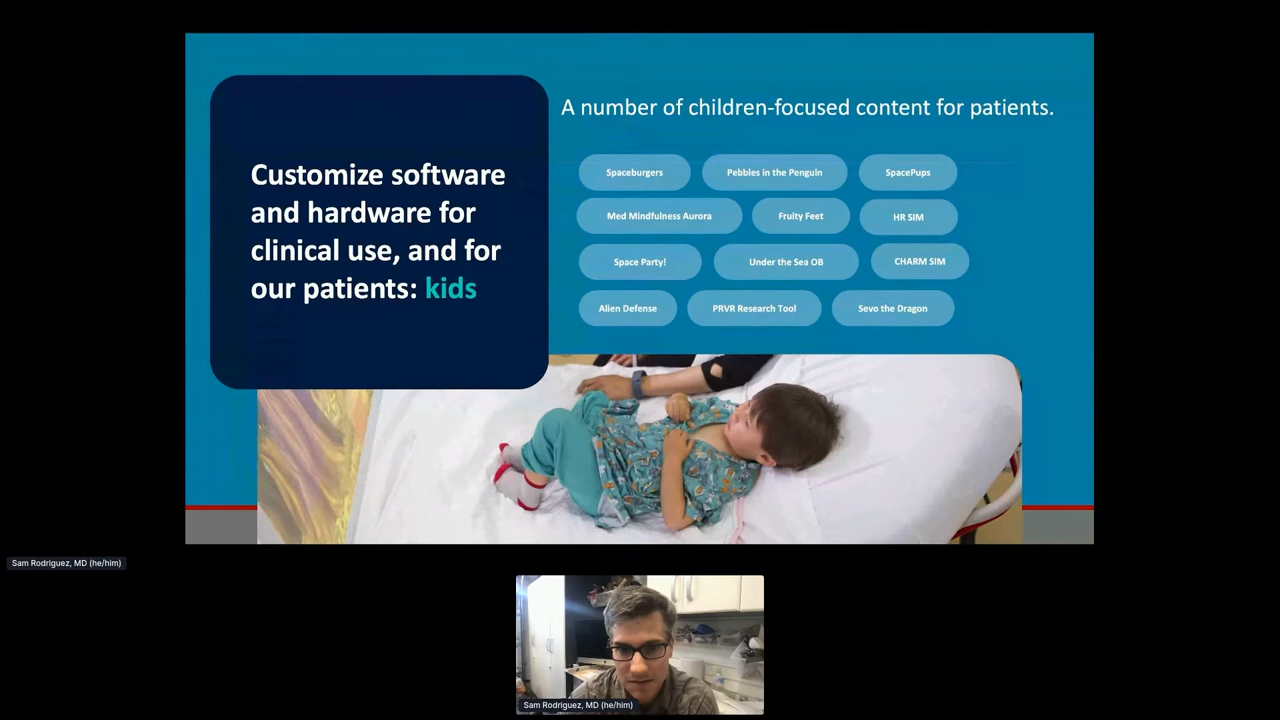 A number of children-focused content for patients.
Customize software
and hardware for
clinical use, and for
our patients: kids
Spaceburgers
Pebbles in the Penguin
SpacePups
Med Mindfulness Aurora
Fruity Feet
HR SIM
Space Party!
Under the Sea OB
CHARM SIM
Alien Defense
PRVR Research Tool
Sevo the Dragon
Sam Rodriguez, MD (he/him)
Sam Rodriguez, MD (he/him)